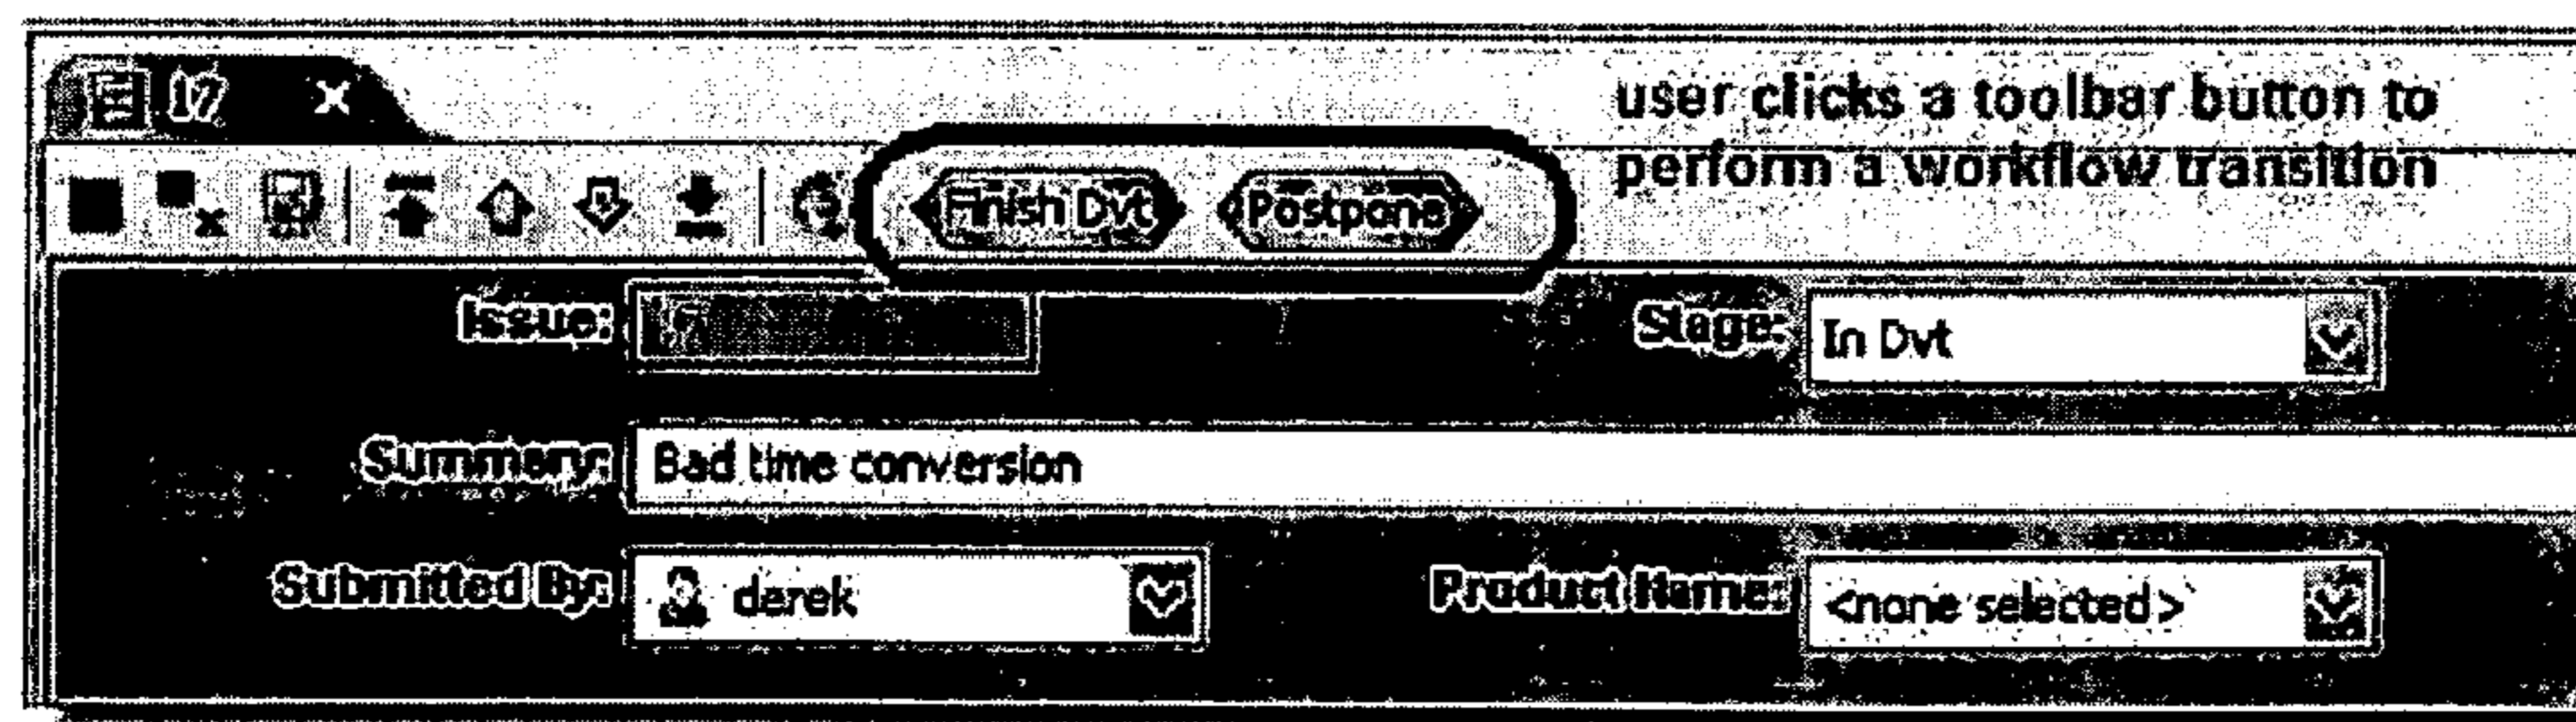 17
user clicks a toolbar button to
perform a workflow transition
Finish Dvt Postpone
Issue: Stage: In Dvt
Summary: Bad time conversion
Submitted By: derek Product Name: <none selected>